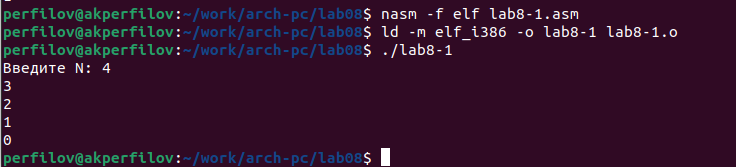 perfilov@akperfilov:~/work/arch-pc/lab08$ nasm -f elf lab8-1.asm
perfilov@akperfilov:~/work/arch-pc/lab08$ ld -m elf_i386 -o lab8-1 lab8-1.o
perfilov@akperfilov:~/work/arch-pc/lab08$ ./lab8-1
Введите N: 4
3
2
1
0
perfilov@akperfilov:~/work/arch-pc/lab08$